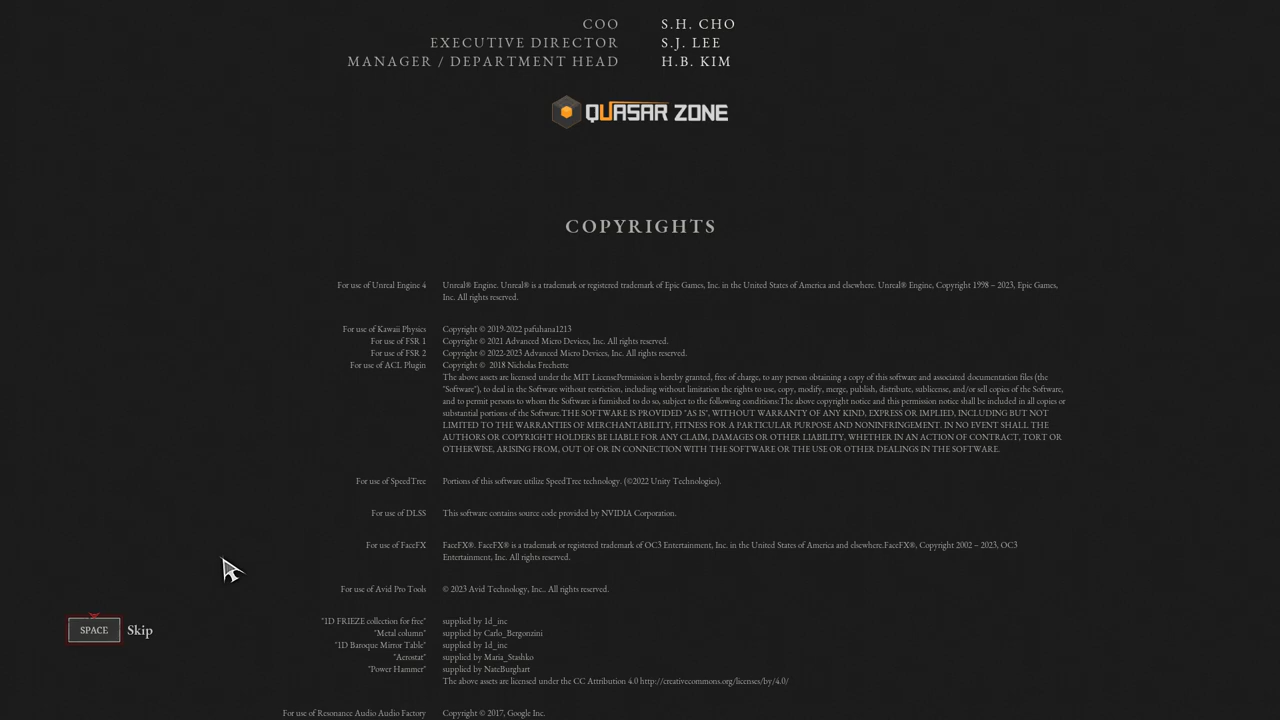 COO S.H. CHO
EXECUTIVE DIRECTOR S.J. LEE
MANAGER / DEPARTMENT HEAD H.B. KIM
QUASAR ZONE
COPYRIGHTS
For use of Unreal Engine 4 Unreal® Engine. Unreal® is a trademark or registered trademark of Epic Games, Inc. in the United States of America and elsewhere. Unreal® Engine, Copyright 1998 – 2023, Epic Games,
Inc. All rights reserved.
For use of Kawaii Physics Copyright © 2019-2022 pafuhana1213
For use of FSR 1 Copyright © 2021 Advanced Micro Devices, Inc. All rights reserved.
For use of FSR 2 Copyright © 2022-2023 Advanced Micro Devices, Inc. All rights reserved.
For use of ACL Plugin Copyright © 2018 Nicholas Frechette
The above assets are licensed under the MIT LicensePermission is hereby granted, free of charge, to any person obtaining a copy of this software and associated documentation files (the
"Software"), to deal in the Software without restriction, including without limitation the rights to use, copy, modify, merge, publish, distribute, sublicense, and/or sell copies of the Software,
and to permit persons to whom the Software is furnished to do so, subject to the following conditions:The above copyright notice and this permission notice shall be included in all copies or
substantial portions of the Software.THE SOFTWARE IS PROVIDED "AS IS", WITHOUT WARRANTY OF ANY KIND, EXPRESS OR IMPLIED, INCLUDING BUT NOT
LIMITED TO THE WARRANTIES OF MERCHANTABILITY, FITNESS FOR A PARTICULAR PURPOSE AND NONINFRINGEMENT. IN NO EVENT SHALL THE
AUTHORS OR COPYRIGHT HOLDERS BE LIABLE FOR ANY CLAIM, DAMAGES OR OTHER LIABILITY, WHETHER IN AN ACTION OF CONTRACT, TORT OR
OTHERWISE, ARISING FROM, OUT OF OR IN CONNECTION WITH THE SOFTWARE OR THE USE OR OTHER DEALINGS IN THE SOFTWARE.
For use of SpeedTree Portions of this software utilize SpeedTree technology. (©2022 Unity Technologies).
For use of DLSS This software contains source code provided by NVIDIA Corporation.
For use of FaceFX FaceFX®. FaceFX® is a trademark or registered trademark of OC3 Entertainment, Inc. in the United States of America and elsewhere.FaceFX®, Copyright 2002 – 2023, OC3
Entertainment, Inc. All rights reserved.
For use of Avid Pro Tools © 2023 Avid Technology, Inc.. All rights reserved.
"1D FRIEZE collection for free" supplied by 1d_inc
"Metal column" supplied by Carlo_Bergonzini
"1D Baroque Mirror Table" supplied by 1d_inc
"Aerostat" supplied by Maria_Stashko
"Power Hammer" supplied by NateBurghart
The above assets are licensed under the CC Attribution 4.0 http://creativecommons.org/licenses/by/4.0/
For use of Resonance Audio Audio Factory Copyright © 2017, Google Inc.
SPACE Skip